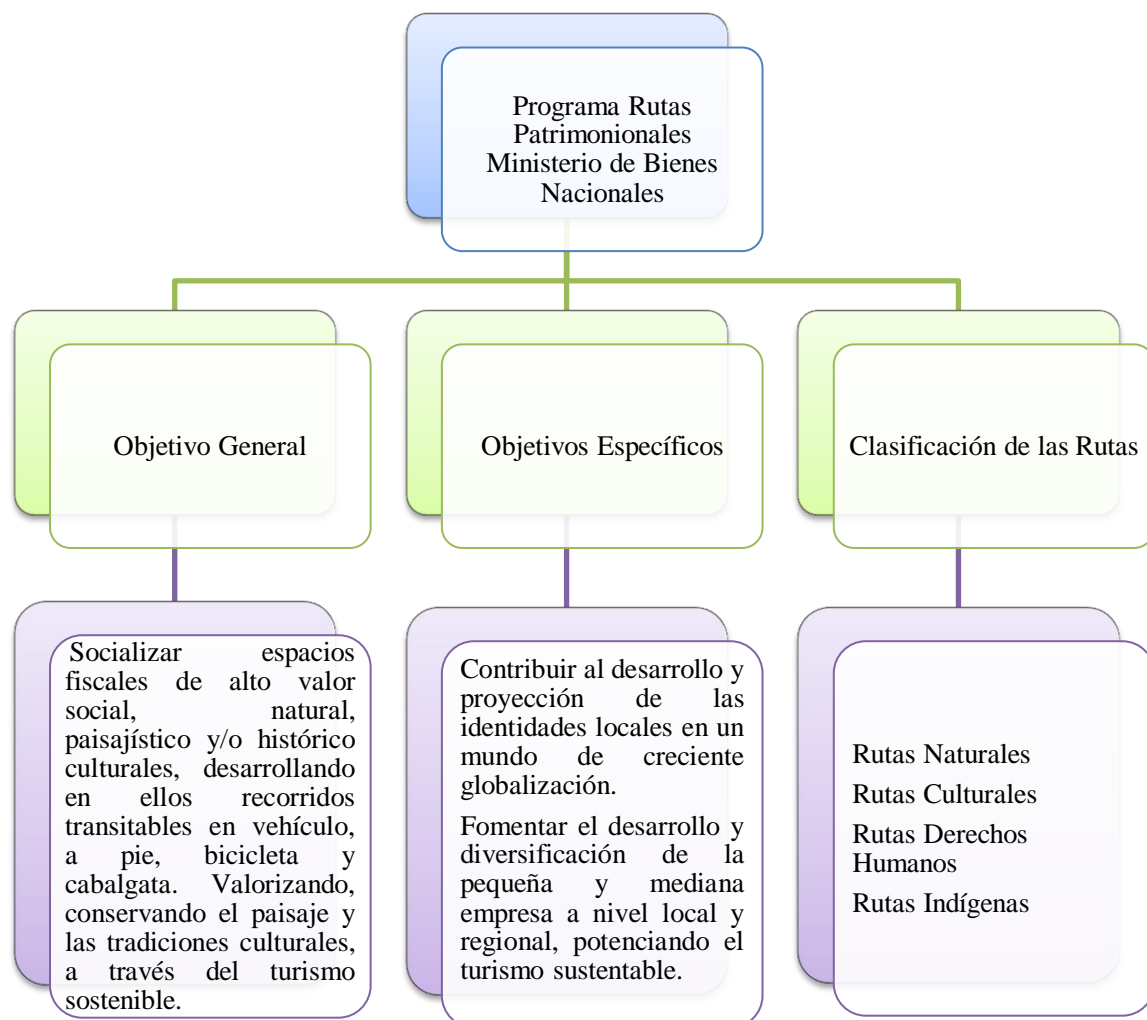 Programa Rutas
Patrimonionales
Ministerio de Bienes
Nacionales
Objetivo General
Objetivos Específicos
Clasificación de las Rutas
Socializar espacios
fiscales de alto valor
social, natural,
paisajístico y/o histórico
culturales, desarrollando
en ellos recorridos
transitables en vehículo,
a pie, bicicleta y
cabalgata. Valorizando,
conservando el paisaje y
las tradiciones culturales,
a través del turismo
sostenible.
Contribuir al desarrollo y
proyección de las
identidades locales en un
mundo de creciente
globalización.
Fomentar el desarrollo y
diversificación de la
pequeña y mediana
empresa a nivel local y
regional, potenciando el
turismo sustentable.
Rutas Naturales
Rutas Culturales
Rutas Derechos
Humanos
Rutas Indígenas